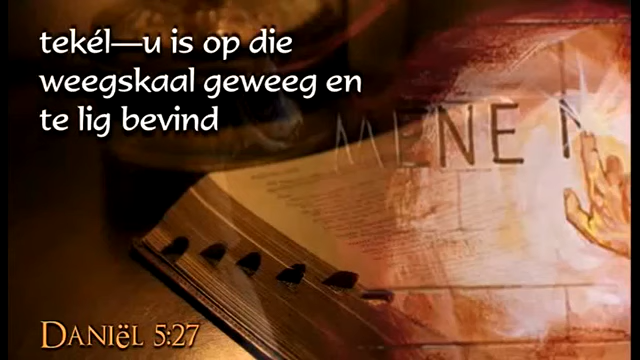 tekél—u is op die
weegskaal geweeg en
te lig bevind
MENE
DANIËL 5:27